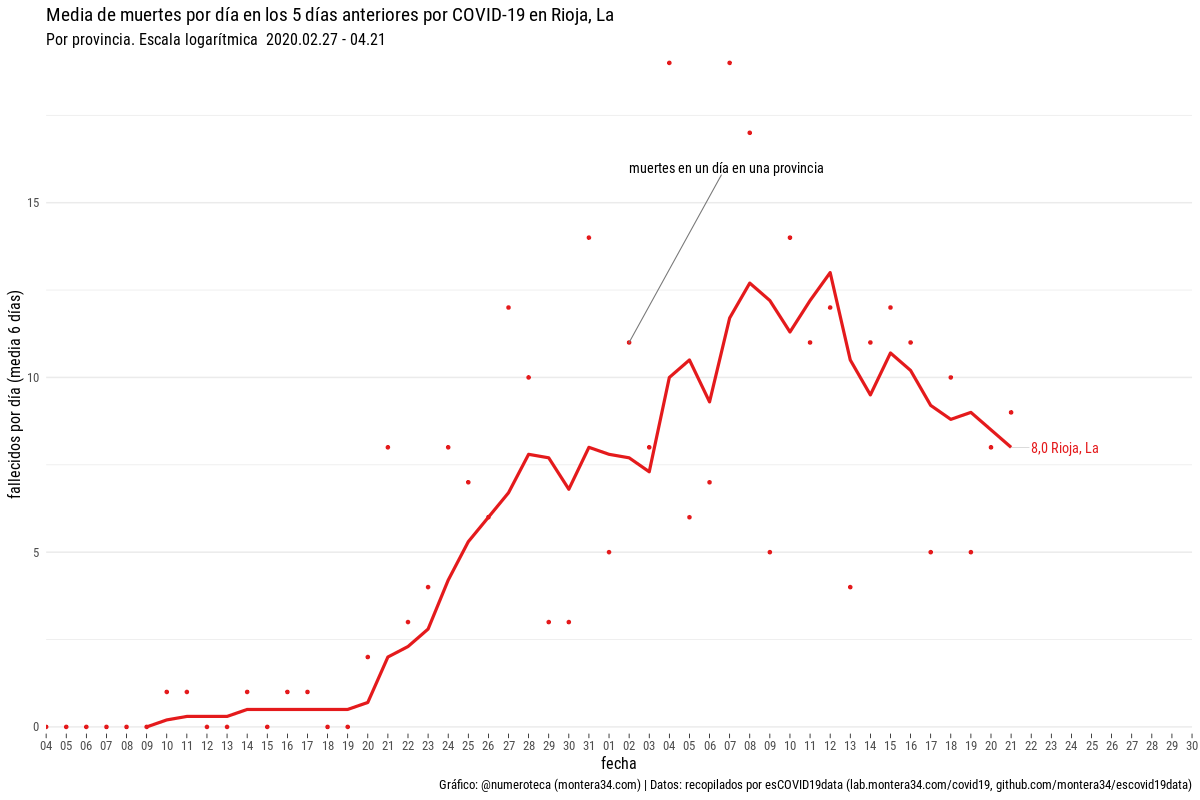 Media de muertes por día en los 5 días anteriores por COVID-19 en Rioja, La
Por provincia. Escala logarítmica  2020.02.27 - 04.21
muertes en un día en una provincia
15
10
5
0
fallecidos por día (media 6 días)
8,0 Rioja, La
04 05 06 07 08 09 10 11 12 13 14 15 16 17 18 19 20 21 22 23 24 25 26 27 28 29 30 31 01 02 03 04 05 06 07 08 09 10 11 12 13 14 15 16 17 18 19 20 21 22 23 24 25 26 27 28 29 30
fecha
Gráfico: @numeroteca (montera34.com) | Datos: recopilados por esCOVID19data (lab.montera34.com/covid19, github.com/montera34/escovid19data)